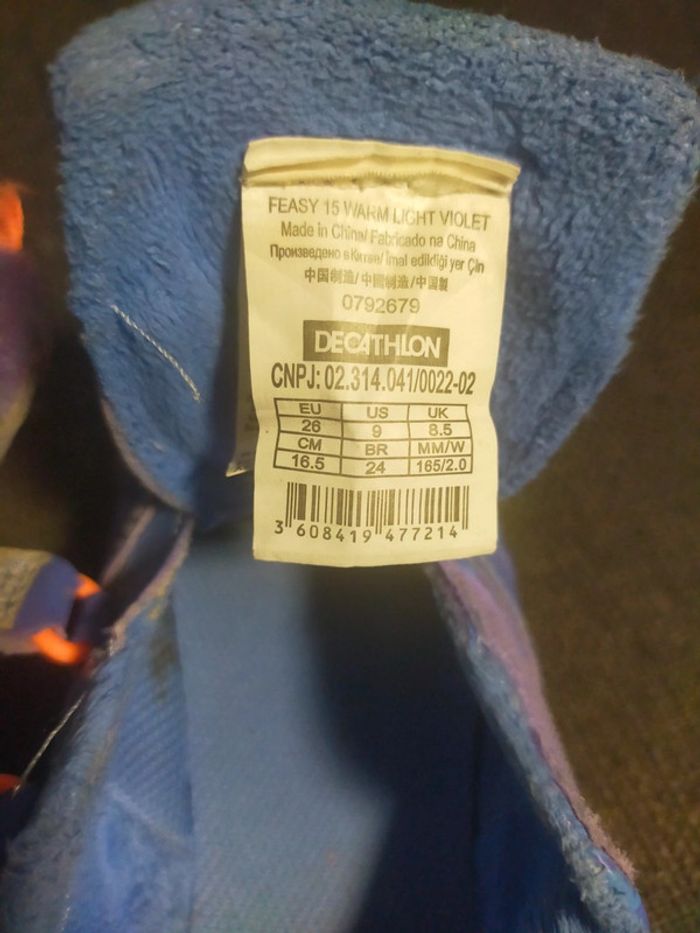 FEASY 15 WARM LIGHT VIOLET
Made in China/ Fabricado na China
Произведено в Китае/ İmal edildiği yer Çin
中国制造/中國製造/中国製
0792679
DECATHLON
CNPJ: 02.314.041/0022-02
EU US UK
26 9 8.5
CM BR MM/W
16.5 24 165/2.0
3 608419 477214